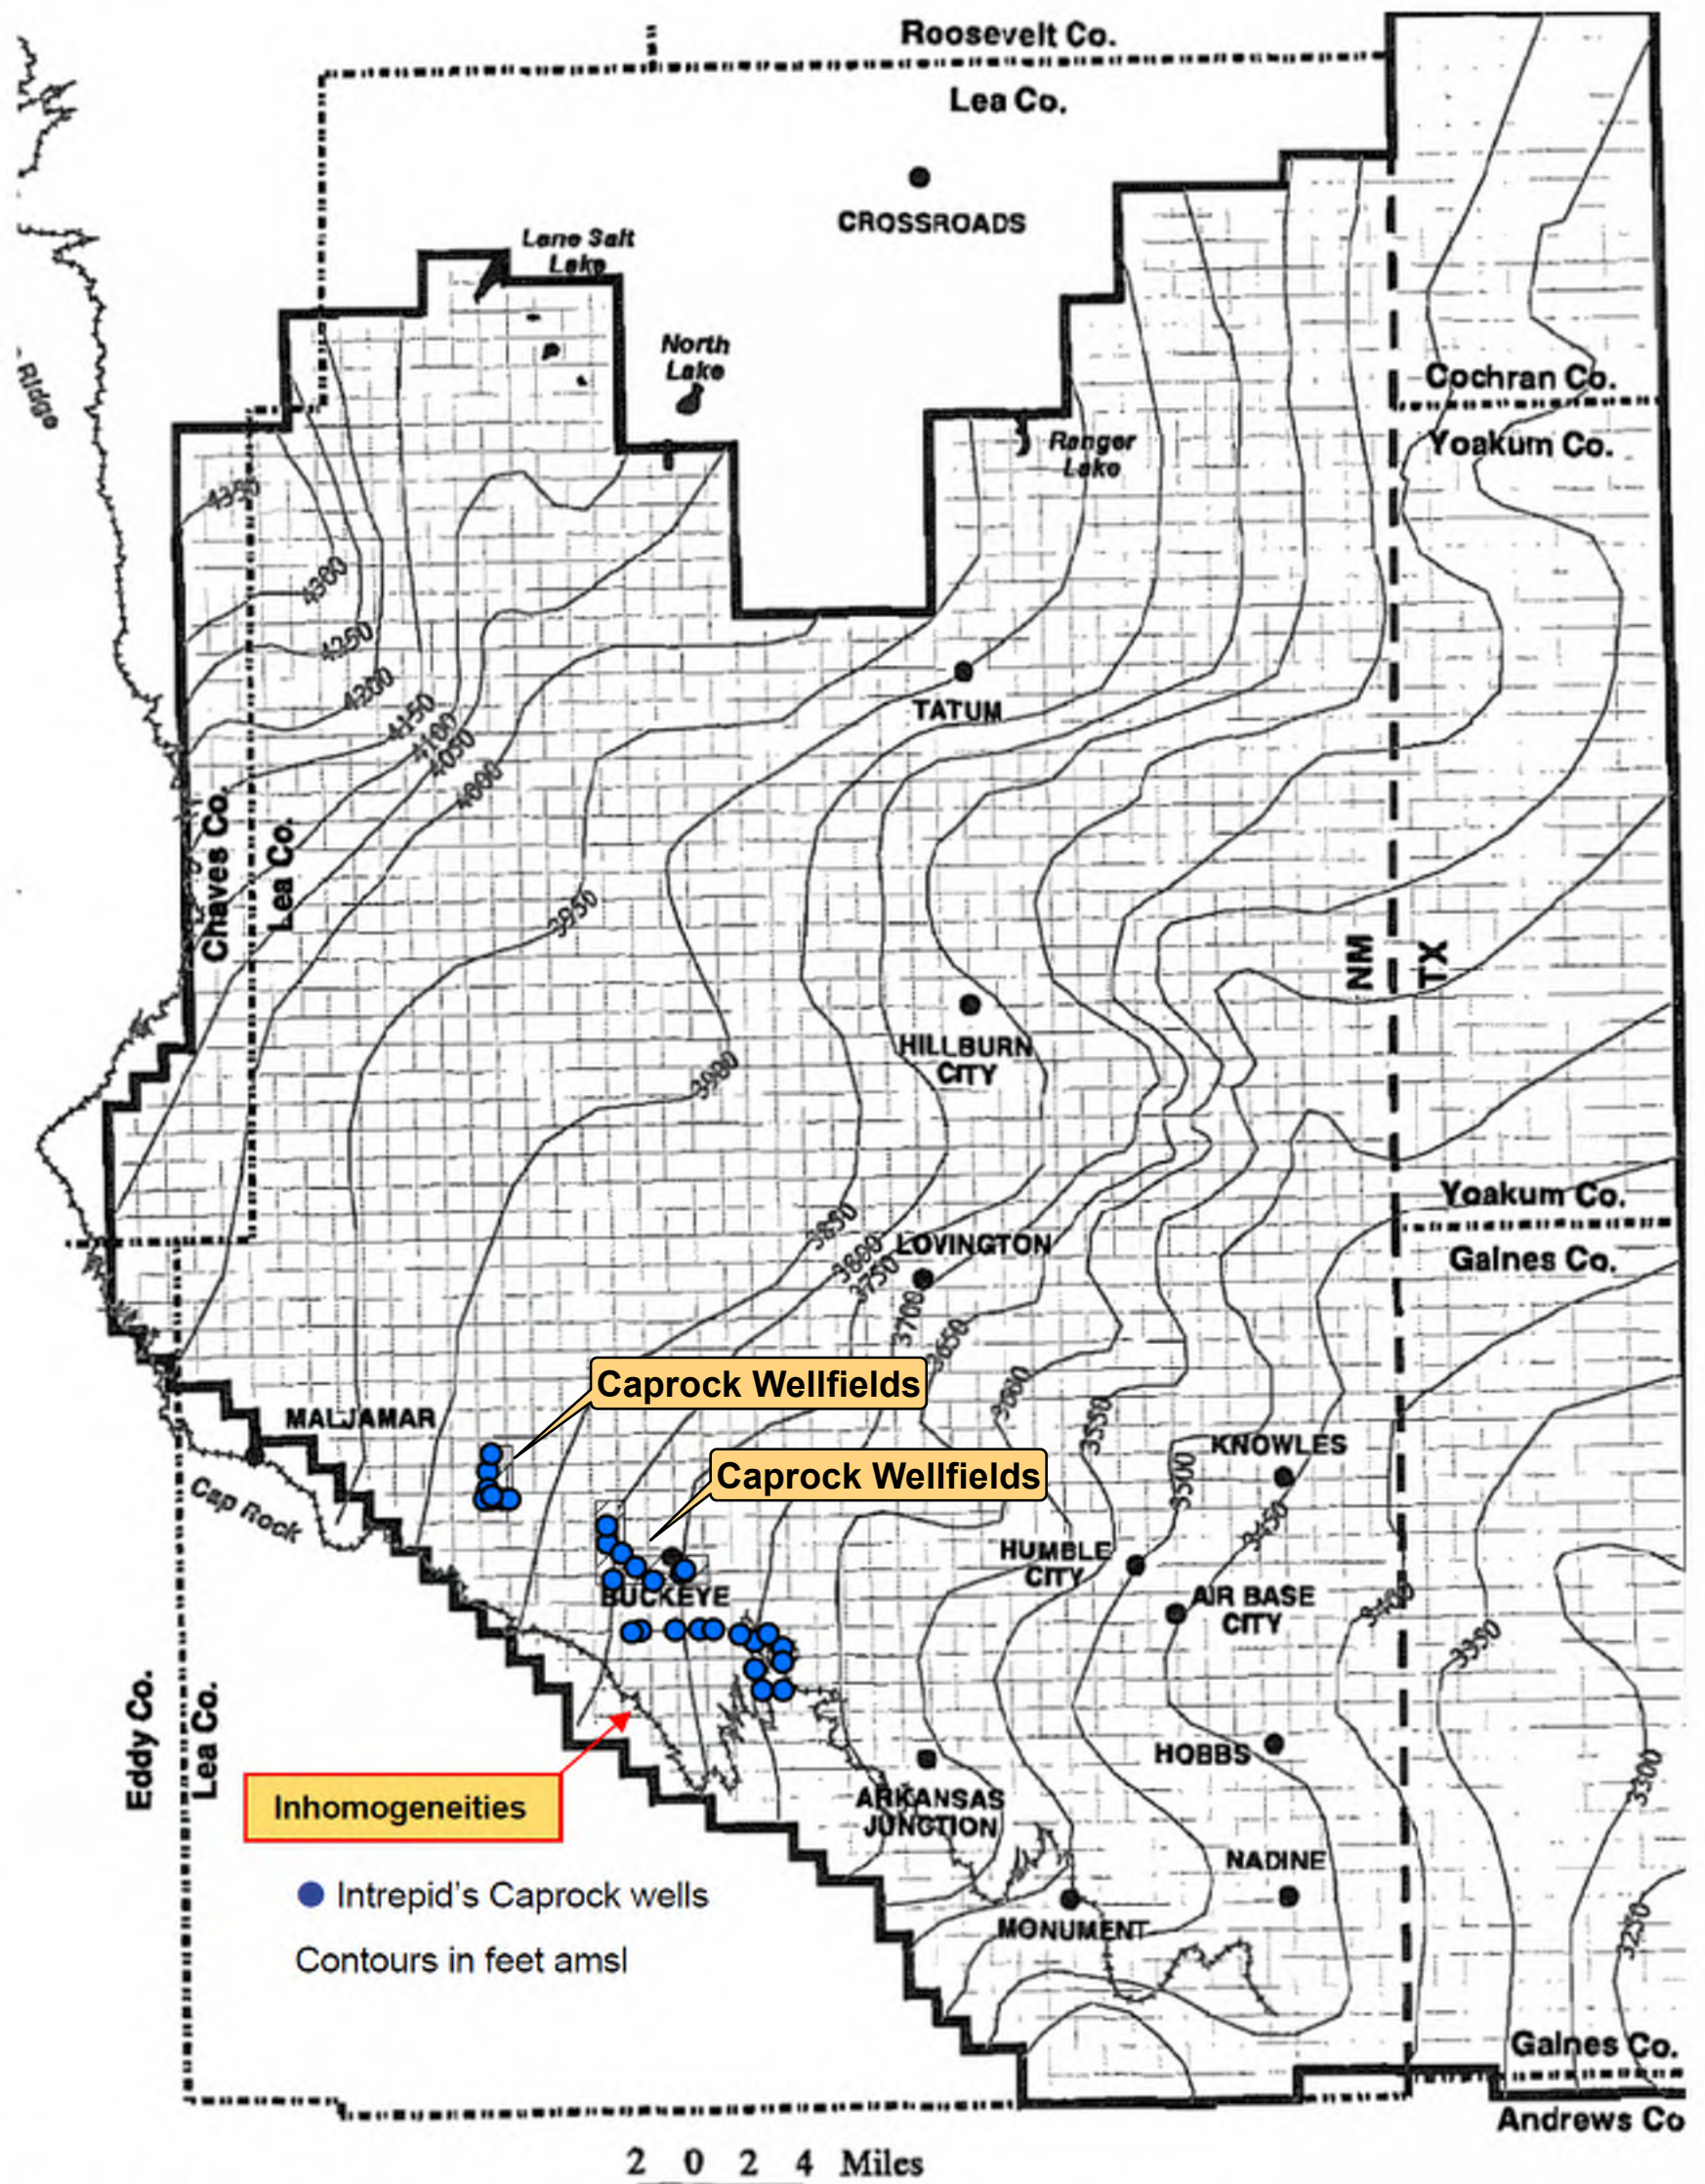 Roosevelt Co.
Lea Co.
CROSSROADS
Lane Salt
Lake
North
Lake
Ranger
Lake
Cochran Co.
Yoakum Co.
Ridge
4350
4300
4250
4200
4150
4100
4050
4000
TATUM
Chaves Co.
Lea Co.
3950
NM
TX
HILLBURN
CITY
3900
Yoakum Co.
Gaines Co.
3850
3800
3750
LOVINGTON
3700
3650
3600
3550
3500
3450
3400
3350
3300
3250
Caprock Wellfields
Caprock Wellfields
MALJAMAR
Cap Rock
KNOWLES
HUMBLE
CITY
AIR BASE
CITY
BUCKEYE
Eddy Co.
Lea Co.
HOBBS
Inhomogeneities
ARKANSAS
JUNCTION
NADINE
Intrepid's Caprock wells
MONUMENT
Contours in feet amsl
Gaines Co.
Andrews Co
2 0 2 4 Miles